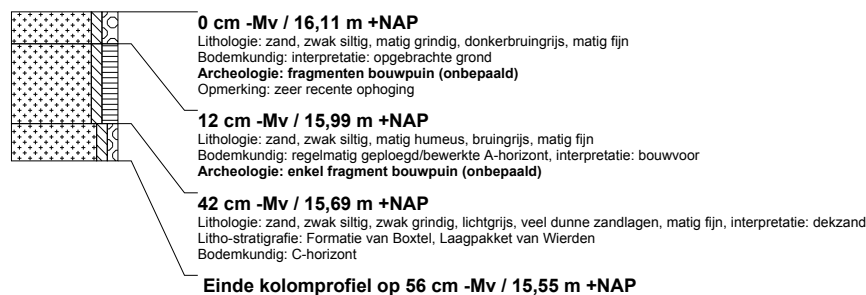 0 cm -Mv / 16,11 m +NAP
Lithologie: zand, zwak siltig, matig grindig, donkerbruingrijs, matig fijn
Bodemkundig: interpretatie: opgebrachte grond
Archeologie: fragmenten bouwpuin (onbepaald)
Opmerking: zeer recente ophoging
12 cm -Mv / 15,99 m +NAP
Lithologie: zand, zwak siltig, matig humeus, bruingrijs, matig fijn
Bodemkundig: regelmatig geploegd/bewerkte A-horizont, interpretatie: bouwvoor
Archeologie: enkel fragment bouwpuin (onbepaald)
42 cm -Mv / 15,69 m +NAP
Lithologie: zand, zwak siltig, zwak grindig, lichtgrijs, veel dunne zandlagen, matig fijn, interpretatie: dekzand
Litho-stratigrafie: Formatie van Boxtel, Laagpakket van Wierden
Bodemkundig: C-horizont
Einde kolomprofiel op 56 cm -Mv / 15,55 m +NAP